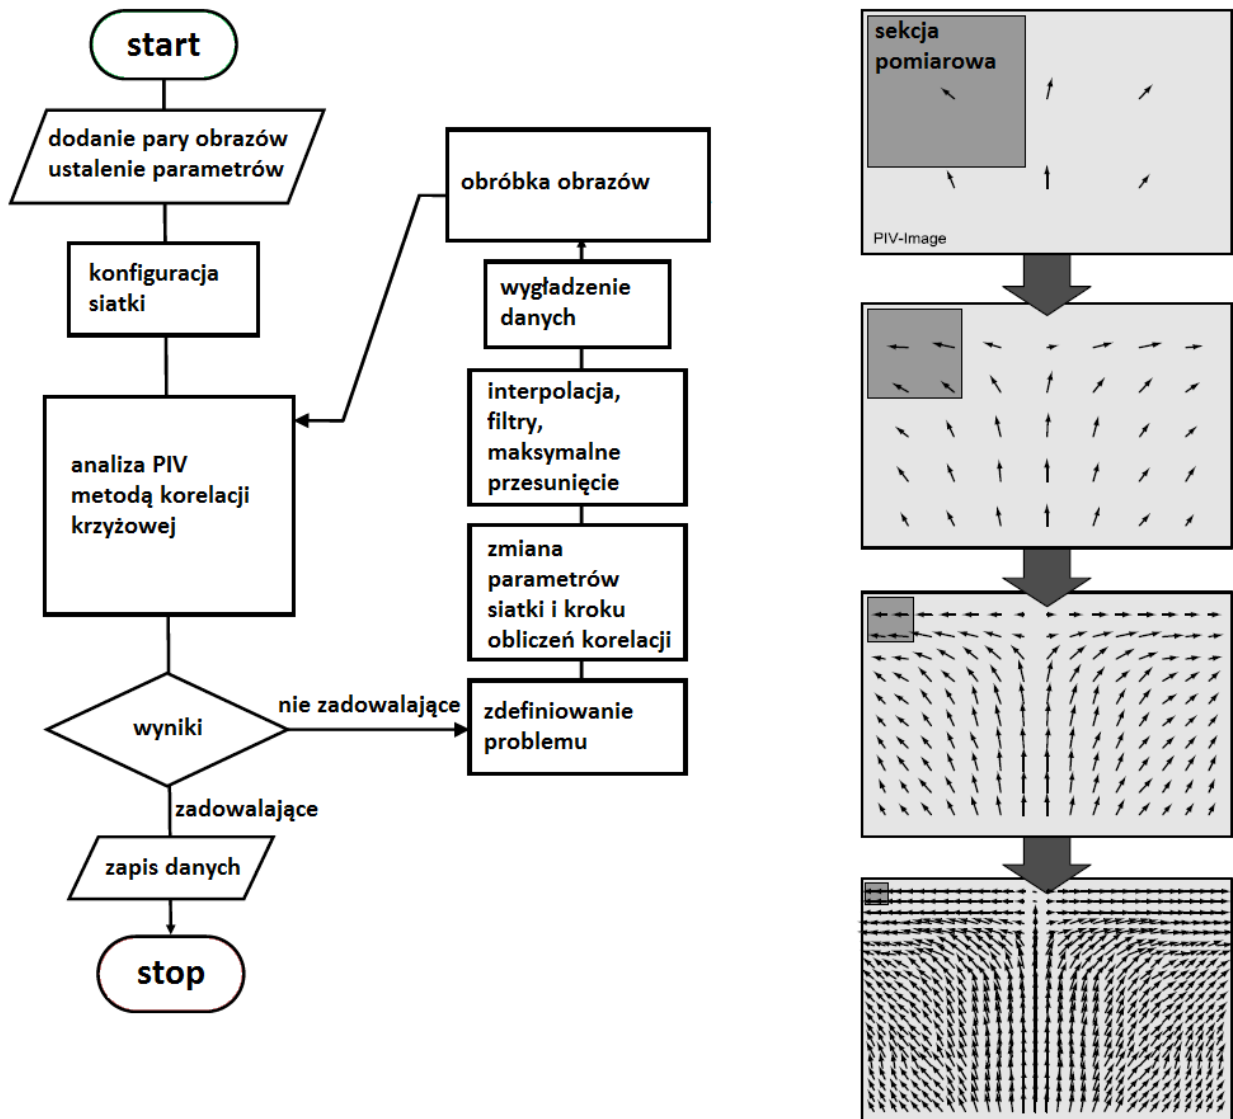 start
dodanie pary obrazów
ustalenie parametrów
konfiguracja
siatki
analiza PIV
metodą korelacji
krzyżowej
wyniki
nie zadowalające
zadowalające
zapis danych
stop
zdefiniowanie
problemu
zmiana
parametrów
siatki i kroku
obliczeń korelacji
interpolacja,
filtry,
maksymalne
przesunięcie
wygładzenie
danych
obróbka obrazów
sekcja
pomiarowa
PIV-Image